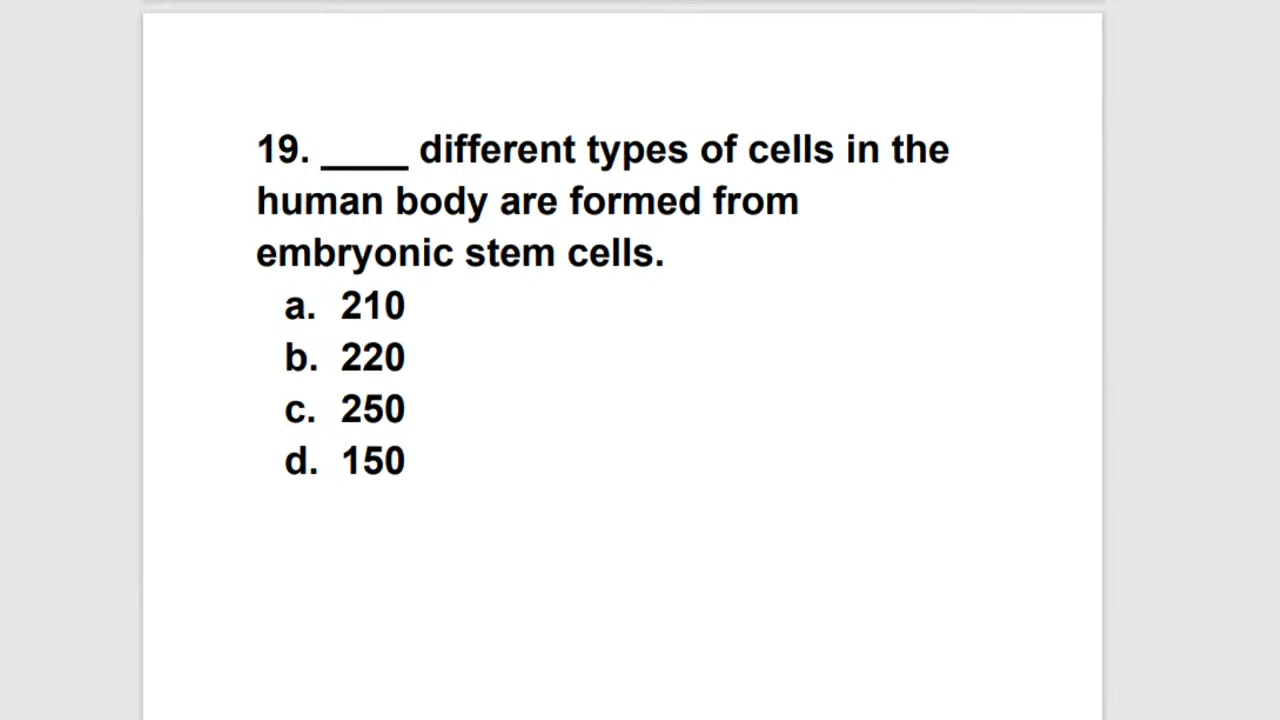 19. ____ different types of cells in the
human body are formed from
embryonic stem cells.
a. 210
b. 220
c. 250
d. 150